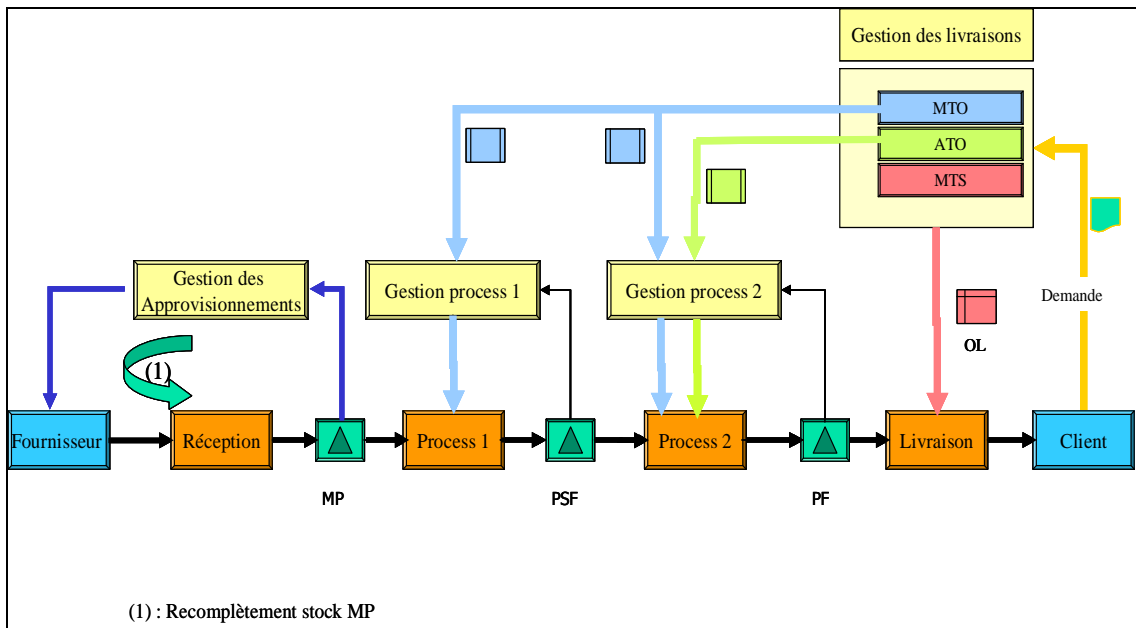 Gestion des livraisons
MTO
ATO
MTS
Gestion des
Approvisionnements
Gestion process 1
Gestion process 2
Demande
OL
(1)
Fournisseur
Réception
Process 1
Process 2
Livraison
Client
MP
PSF
PF
(1) : Recomplètement stock MP